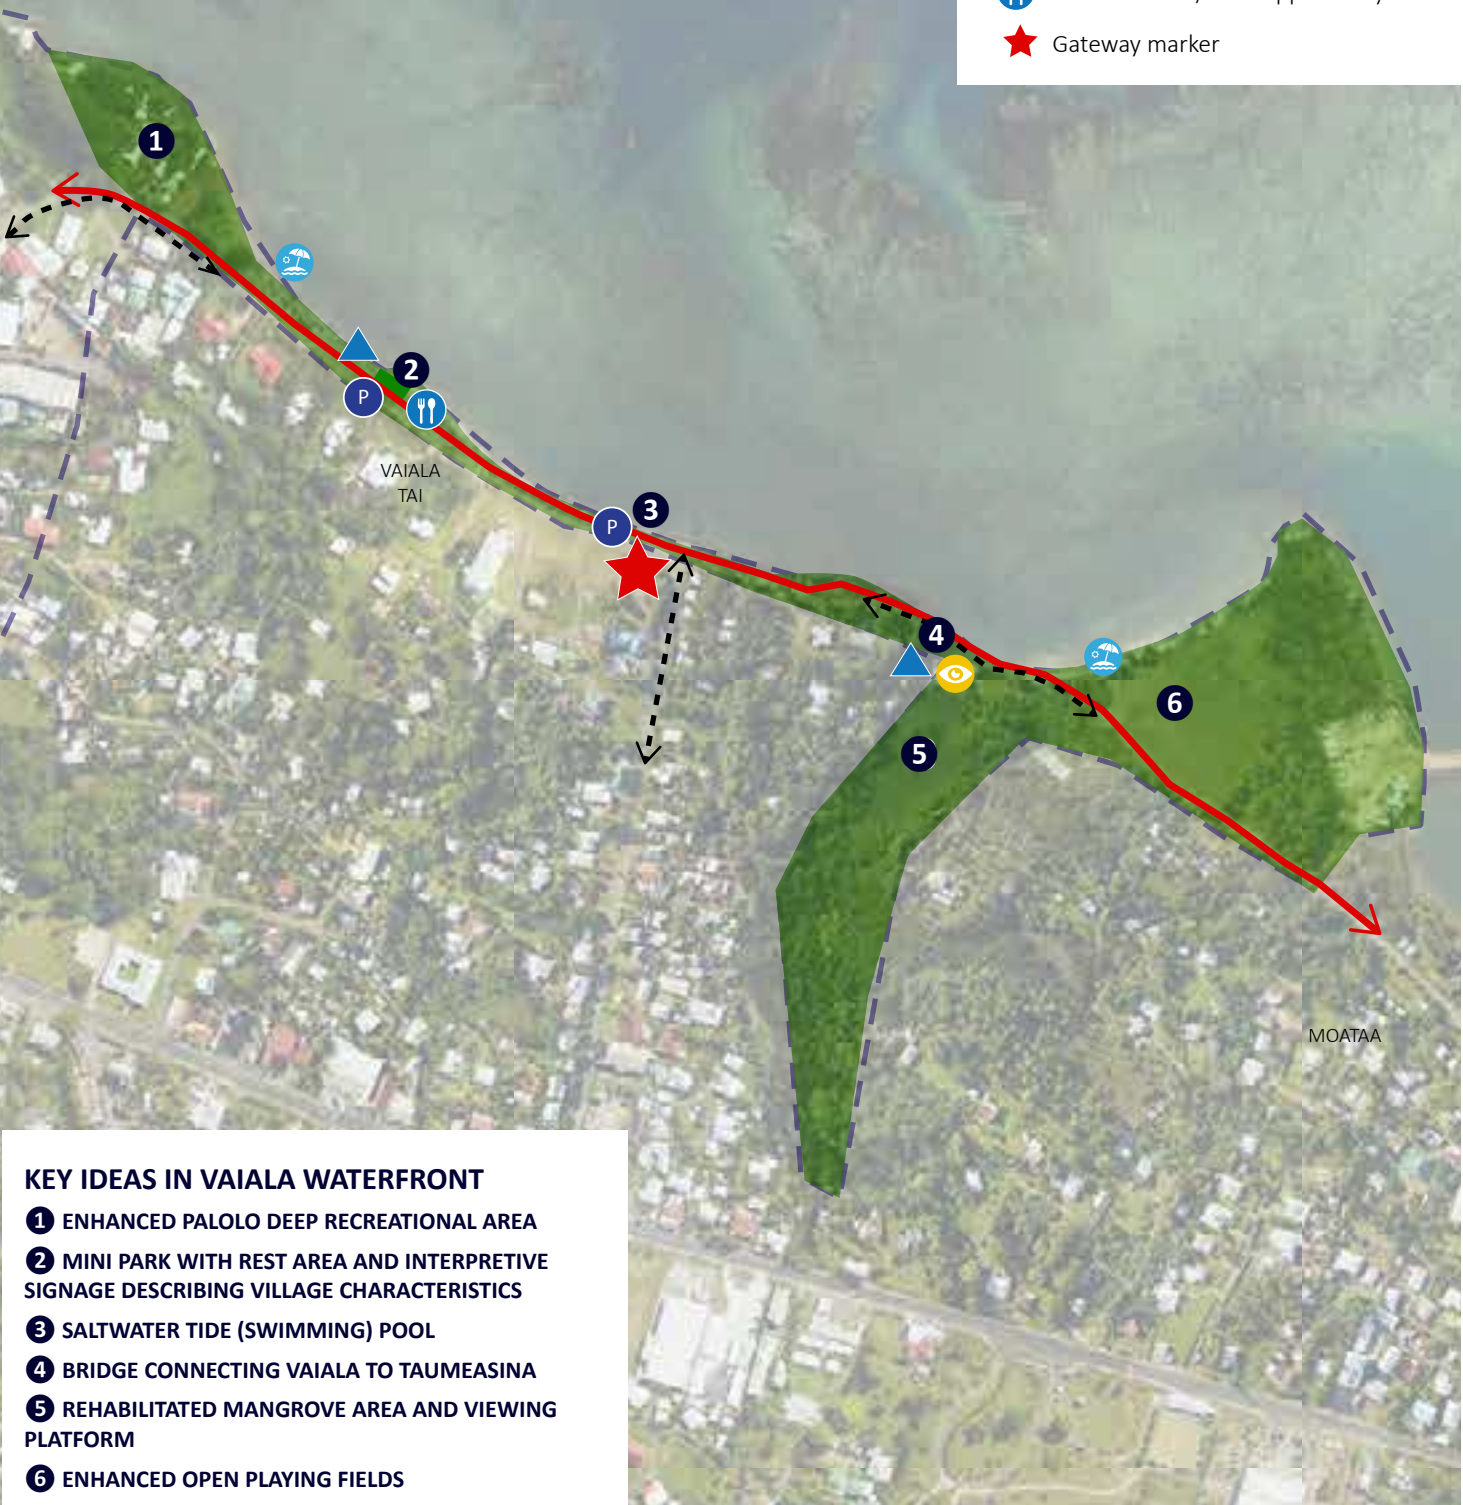 Gateway marker
1
2
P
VAIALA
TAI
3
P
4
6
5
MOATAA
KEY IDEAS IN VAIALA WATERFRONT
1 ENHANCED PALOLO DEEP RECREATIONAL AREA
2 MINI PARK WITH REST AREA AND INTERPRETIVE
SIGNAGE DESCRIBING VILLAGE CHARACTERISTICS
3 SALTWATER TIDE (SWIMMING) POOL
4 BRIDGE CONNECTING VAIALA TO TAUMEASINA
5 REHABILITATED MANGROVE AREA AND VIEWING
PLATFORM
6 ENHANCED OPEN PLAYING FIELDS